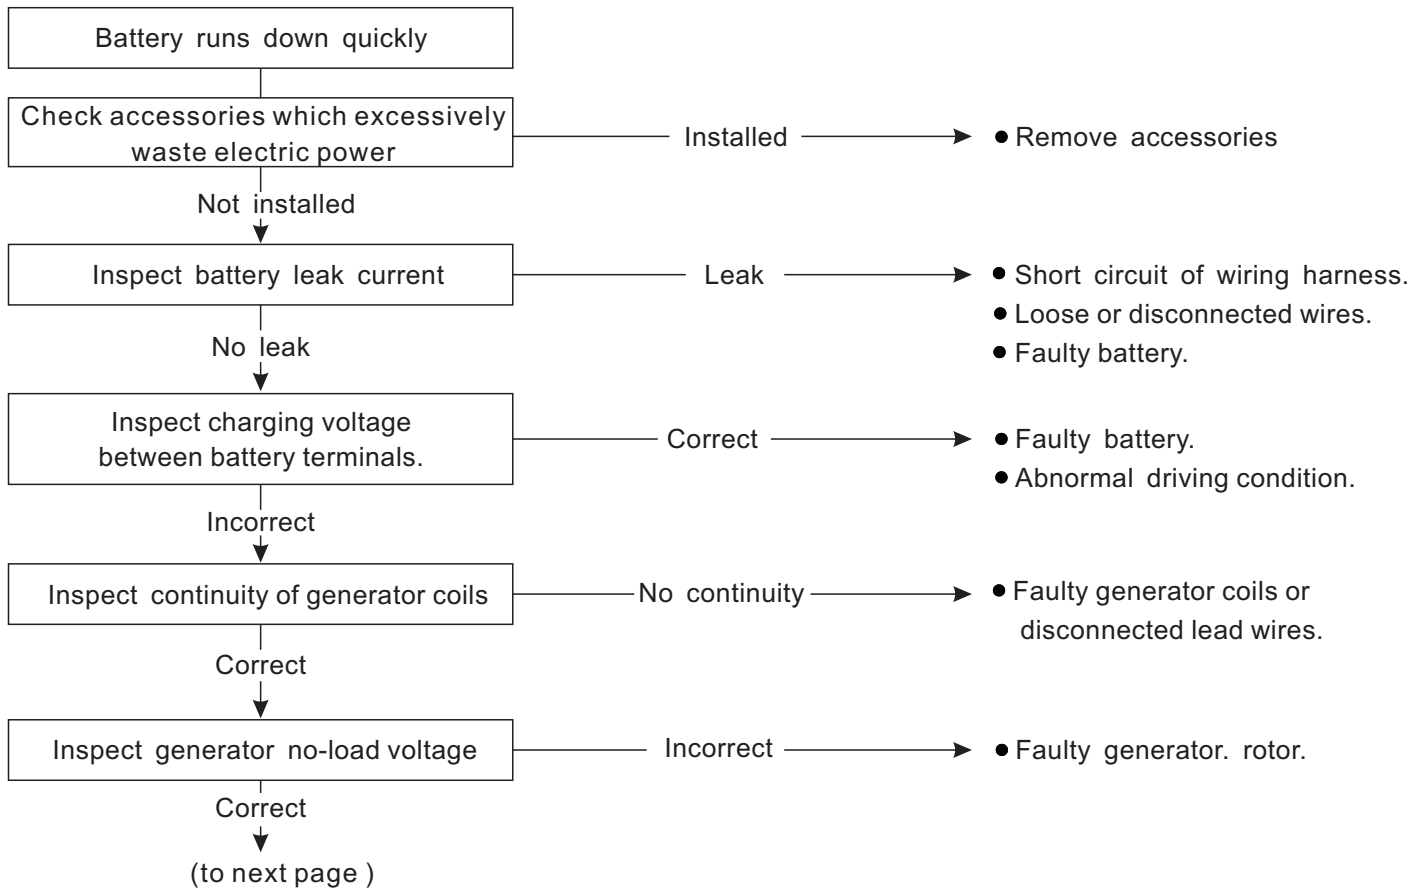 Battery runs down quickly
Check accessories which excessively
waste electric power
Installed
● Remove accessories
Not installed
Inspect battery leak current
Leak
● Short circuit of wiring harness.
● Loose or disconnected wires.
● Faulty battery.
No leak
Inspect charging voltage
between battery terminals.
Correct
● Faulty battery.
● Abnormal driving condition.
Incorrect
Inspect continuity of generator coils
No continuity
● Faulty generator coils or
disconnected lead wires.
Correct
Inspect generator no-load voltage
Incorrect
● Faulty generator. rotor.
Correct
(to next page )